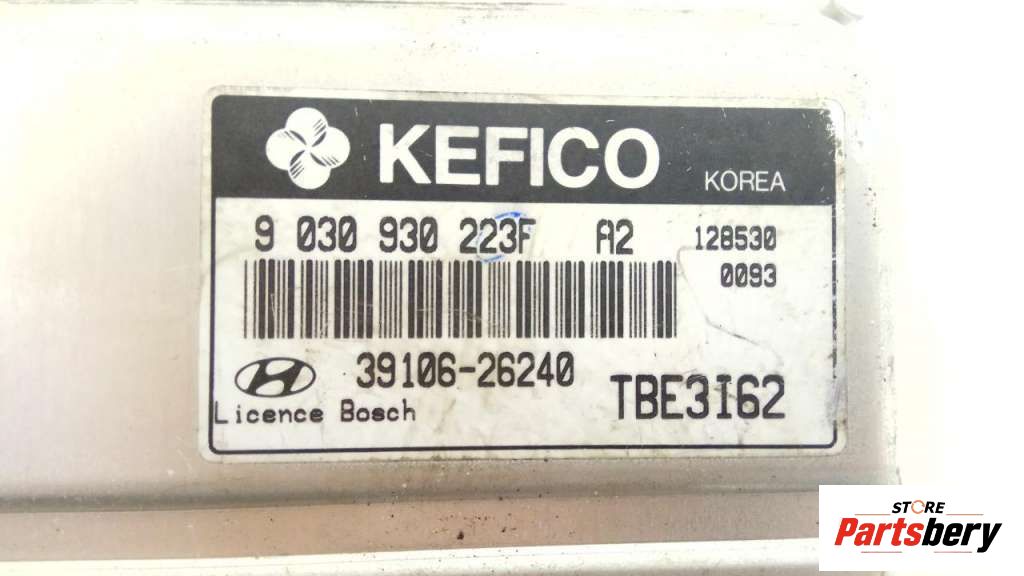 KEFICO
KOREA
9 030 930 223F A2 128530
0093
39106-26240
TBE3I62
Licence Bosch
STORE
Partsbery